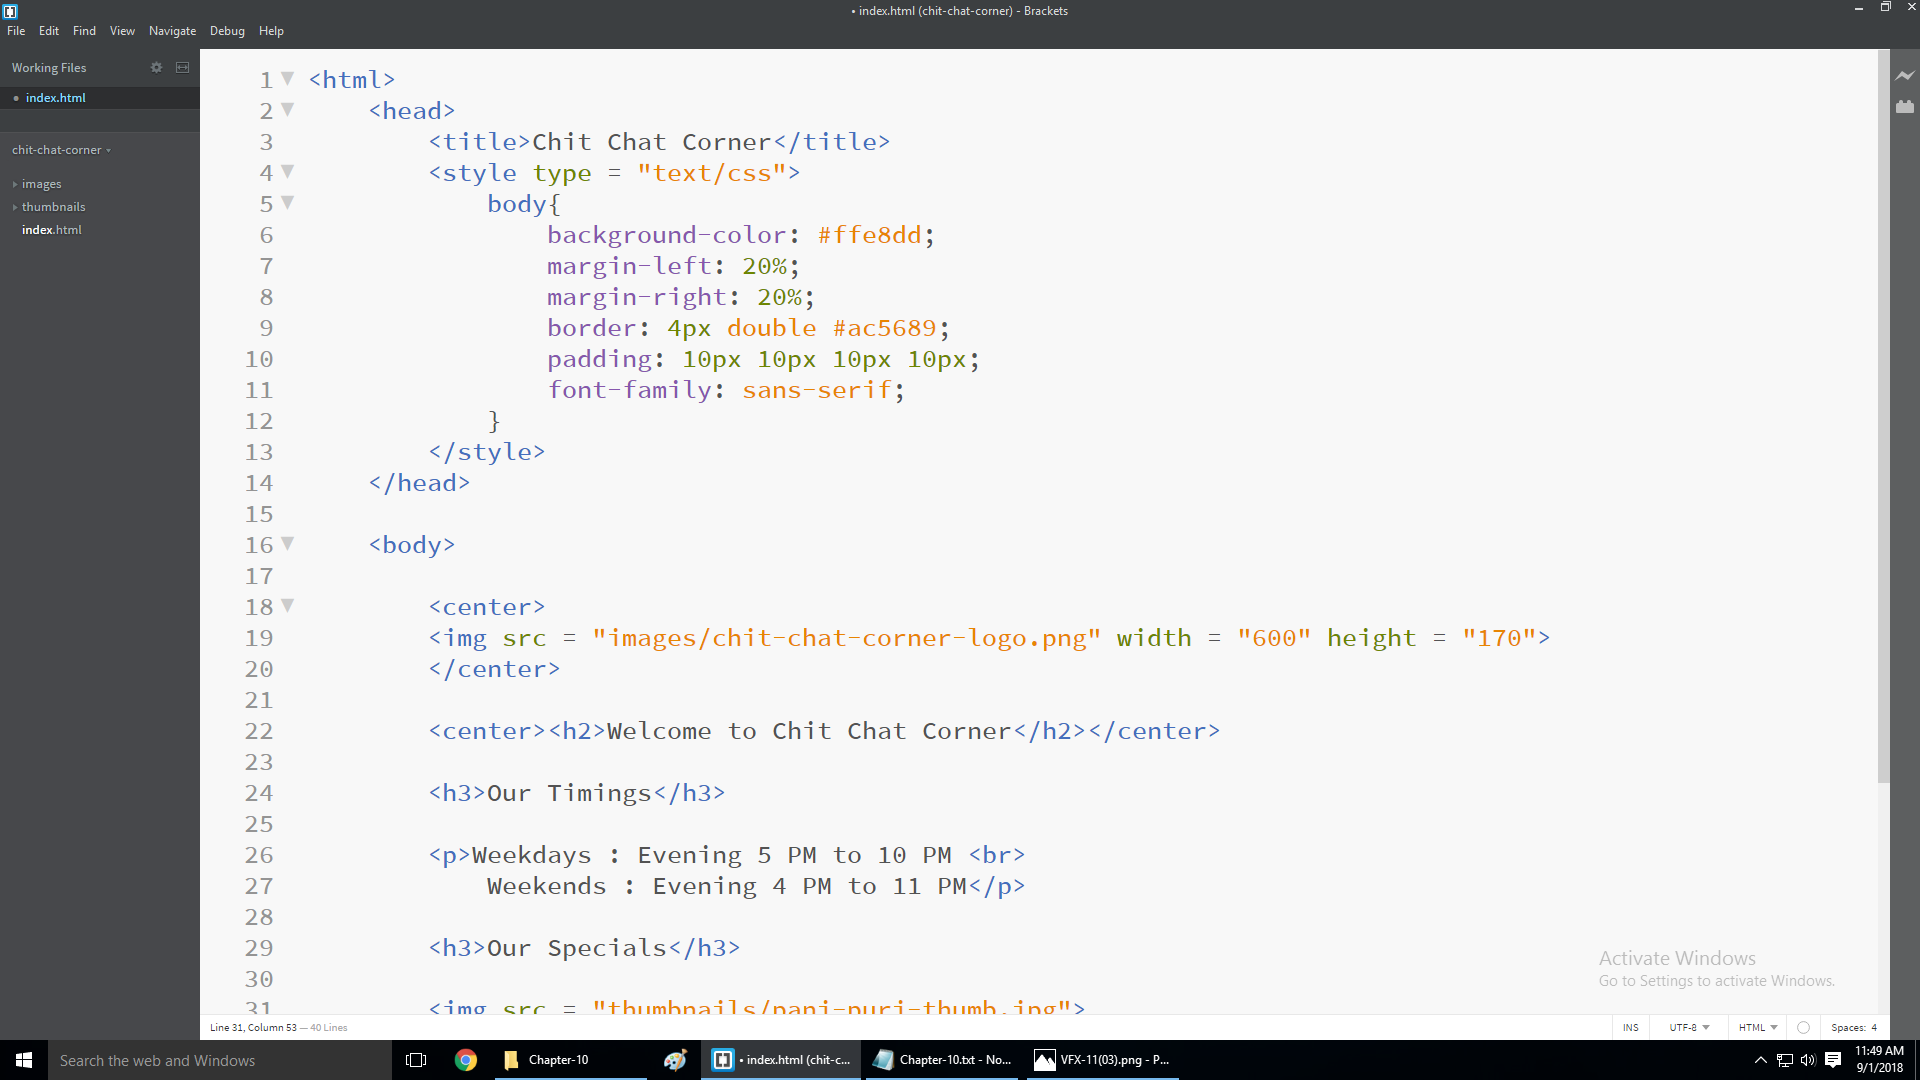 • index.html (chit-chat-corner) - Brackets
File Edit Find View Navigate Debug Help
Working Files
index.html
chit-chat-corner
images
thumbnails
index.html
1 <html>
2 <head>
3 <title>Chit Chat Corner</title>
4 <style type = "text/css">
5 body{
6 background-color: #ffe8dd;
7 margin-left: 20%;
8 margin-right: 20%;
9 border: 4px double #ac5689;
10 padding: 10px 10px 10px 10px;
11 font-family: sans-serif;
12 }
13 </style>
14 </head>
15
16 <body>
17
18 <center>
19 <img src = "images/chit-chat-corner-logo.png" width = "600" height = "170">
20 </center>
21
22 <center><h2>Welcome to Chit Chat Corner</h2></center>
23
24 <h3>Our Timings</h3>
25
26 <p>Weekdays : Evening 5 PM to 10 PM <br>
27 Weekends : Evening 4 PM to 11 PM</p>
28
29 <h3>Our Specials</h3>
30
31 <img src = "thumbnails/pani-puri-thumb.jpg">
Activate Windows
Go to Settings to activate Windows.
Line 31, Column 53 — 40 Lines
INS UTF-8 HTML Spaces: 4
Search the web and Windows
Chapter-10
• index.html (chit-c...
Chapter-10.txt - No...
VFX-11(03).png - P...
11:49 AM
9/1/2018